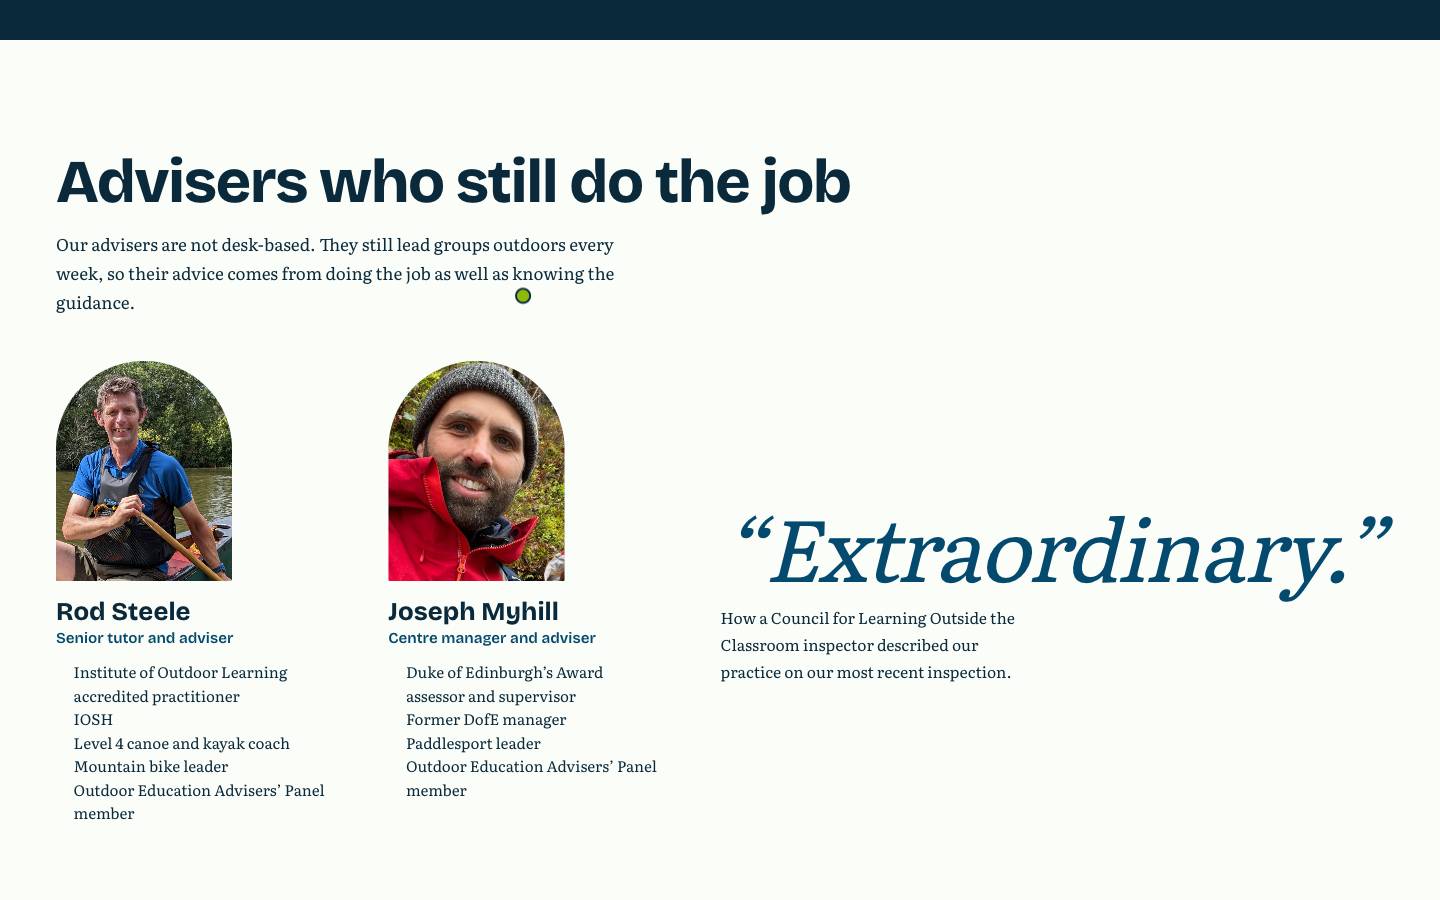 Advisers who still do the job
Our advisers are not desk-based. They still lead groups outdoors every
week, so their advice comes from doing the job as well as knowing the
guidance.
Rod Steele
Senior tutor and adviser
Institute of Outdoor Learning
accredited practitioner
IOSH
Level 4 canoe and kayak coach
Mountain bike leader
Outdoor Education Advisers’ Panel
member
Joseph Myhill
Centre manager and adviser
Duke of Edinburgh’s Award
assessor and supervisor
Former DofE manager
Paddlesport leader
Outdoor Education Advisers’ Panel
member
“Extraordinary.”
How a Council for Learning Outside the
Classroom inspector described our
practice on our most recent inspection.